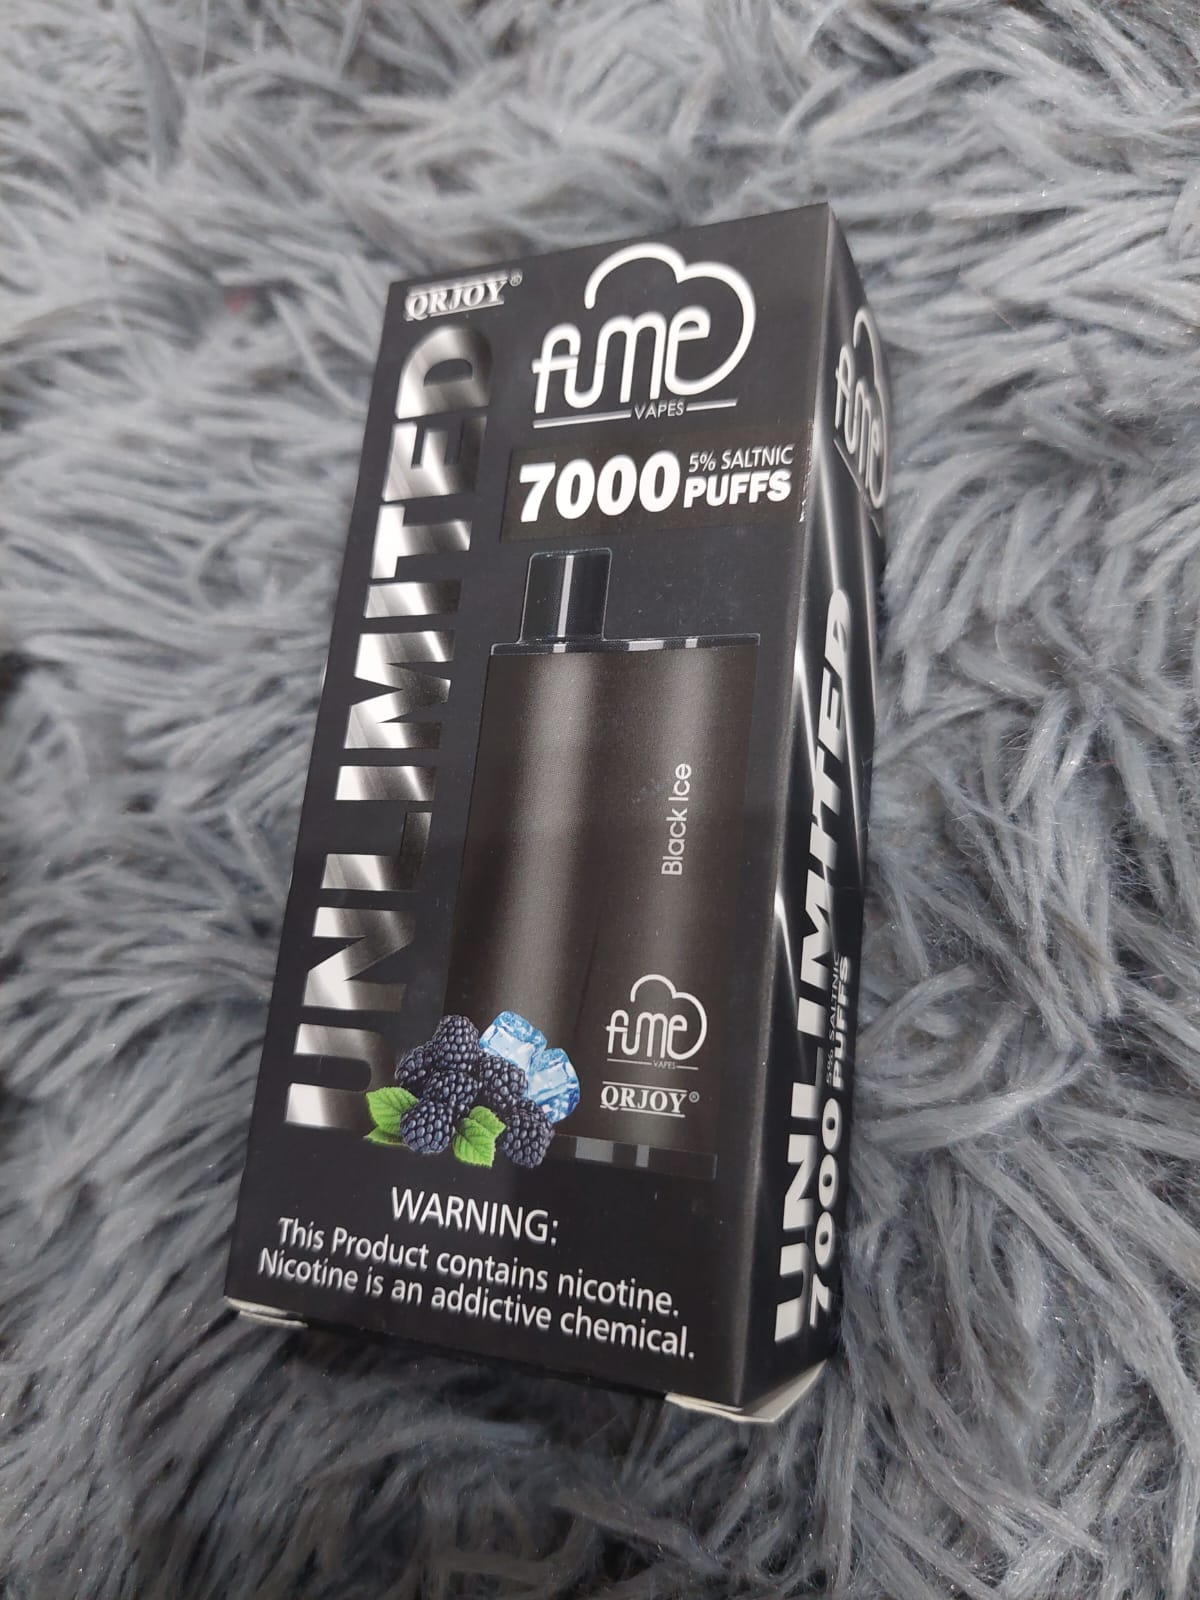 QRJOY®
fume
VAPES
5% SALTNIC
7000 PUFFS
UNLIMITED
Black Ice
fume
VAPES
QRJOY®
WARNING:
This Product contains nicotine.
Nicotine is an addictive chemical.
fume
UNLIMITED
7000 PUFFS
5% SALTNIC